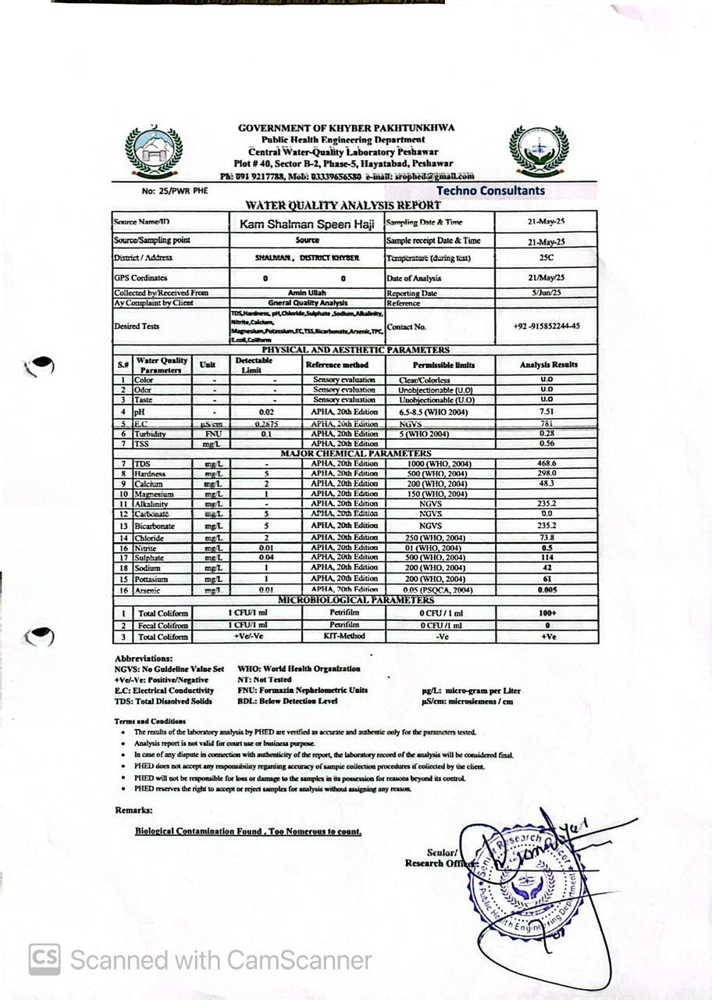 GOVERNMENT OF KHYBER PAKHTUNKHWA
Public Health Engineering Department
Central Water-Quality Laboratory Peshawar
Plot # 40, Sector B-2, Phase-5, Hayatabad, Peshawar
Ph: 091 9217788, Mob: 03339656580 e-mail: srophed@gmail.com
No: 25/PWR PHE Techno Consultants
WATER QUALITY ANALYSIS REPORT
Source Name/ID Kam Shalman Speen Haji Sampling Date & Time 21-May-25
Source/Sampling point Source Sample receipt Date & Time 21-May-25
District / Address SHALMAN, DISTRICT KHYBER Temperature (during test) 25C
GPS Cordinates 0 0 Date of Analysis 21/May/25
Collected by/Received From Amin Ullah Reporting Date 5/Jun/25
Ay Complaint by Client Gneral Quality Analysis Reference
Desired Tests TDS,Hardness, pH,Chloride,Sulphate ,Sodium,Alkalinity,
Nitrite,Calcium,
Magnesium,Potassium,EC,TSS,Bicarbonate,Arsenic,TPC,
E.coli,Coliform
Contact No. +92 -915852244-45
PHYSICAL AND AESTHETIC PARAMETERS
S.# Water Quality Parameters Unit Detectable Limit Reference method Permissible limits Analysis Results
1 Color - - Sensory evaluation Clear/Colorless U.O
2 Odor - - Sensory evaluation Unobjectionable (U.O) U.O
3 Taste - - Sensory evaluation Unobjectionable (U.O) U.O
4 pH - 0.02 APHA, 20th Edition 6.5-8.5 (WHO 2004) 7.51
5 E.C µS/cm 0.2875 APHA, 20th Edition NGVS 781
6 Turbidity FNU 0.1 APHA, 20th Edition 5 (WHO 2004) 0.28
7 TSS mg/L APHA, 20th Edition 0.56
MAJOR CHEMICAL PARAMETERS
7 TDS mg/L - APHA, 20th Edition 1000 (WHO, 2004) 468.6
8 Hardness mg/L 5 APHA, 20th Edition 500 (WHO, 2004) 298.0
9 Calcium mg/L 2 APHA, 20th Edition 200 (WHO, 2004) 48.3
10 Magnesium mg/L 1 APHA, 20th Edition 150 (WHO, 2004)
11 Alkalinity mg/L - APHA, 20th Edition NGVS 235.2
12 Carbonate mg/L 5 APHA, 20th Edition NGVS 0.0
13 Bicarbonate mg/L 5 APHA, 20th Edition NGVS 235.2
14 Chloride mg/L 2 APHA, 20th Edition 250 (WHO, 2004) 73.8
16 Nitrite mg/L 0.01 APHA, 20th Edition 01 (WHO, 2004) 0.5
17 Sulphate mg/L 0.04 APHA, 20th Edition 500 (WHO, 2004) 114
18 Sodium mg/L 1 APHA, 20th Edition 200 (WHO, 2004) 42
15 Pottasium mg/L 1 APHA, 20th Edition 200 (WHO, 2004) 61
16 Arsenic mg/L 0.01 APHA, 20th Edition 0.05 (PSQCA, 2004) 0.005
MICROBIOLOGICAL PARAMETERS
1 Total Coliform 1 CFU/1 ml Petrifilm 0 CFU / 1 ml 100+
2 Fecal Colifrom 1 CFU/1 ml Petrifilm 0 CFU /1 ml 0
3 Total Coliform +Ve/-Ve KIT-Method -Ve +Ve
Abbreviations:
NGVS: No Guideline Value Set WHO: World Health Organization
+Ve/-Ve: Positive/Negative NT: Not Tested
E.C: Electrical Conductivity FNU: Formazin Nephelometric Units µg/L: micro-gram per Liter
TDS: Total Dissolved Solids BDL: Below Detection Level µS/cm: microsiemens / cm
Terms and Conditions
• The results of the laboratory analysis by PHED are verified as accurate and authentic only for the parameters tested.
• Analysis report is not valid for court use or business purpose.
• In case of any dispute in connection with authenticity of the report, the laboratory record of the analysis will be considered final.
• PHED does not accept any responsibility regarding accuracy of sample collection procedures if collected by the client.
• PHED will not be responsible for loss or damage to the samples in its possession for reasons beyond its control.
• PHED reserves the right to accept or reject samples for analysis without assigning any reason.
Remarks:
Biological Contamination Found , Too Nomerous to count.
Senior/
Research Officer
Senior Research Officer
Public Health Engineering Department
CS Scanned with CamScanner